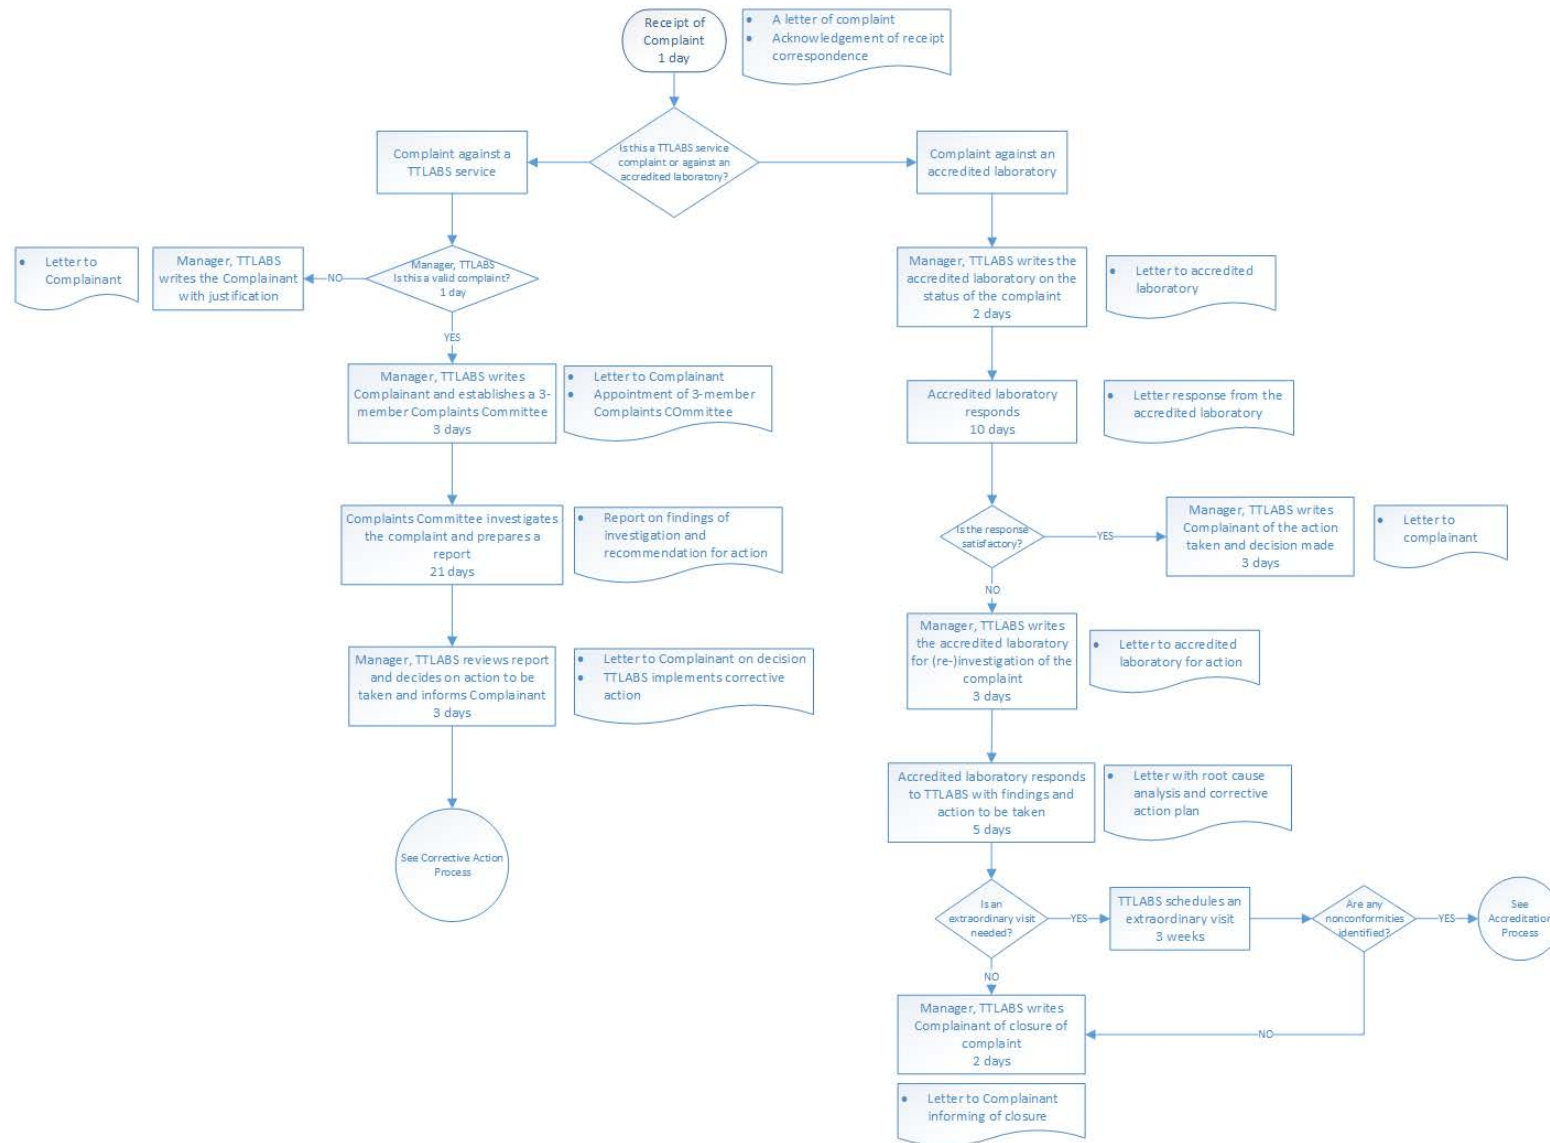 Receipt of
Complaint
1 day
• A letter of complaint
• Acknowledgement of receipt
correspondence
Is this a TTLABS service
complaint or against an
accredited laboratory?
Complaint against a
TTLABS service
Complaint against an
accredited laboratory
• Letter to
Complainant
Manager, TTLABS
writes the Complainant
with justification
NO
Manager, TTLABS
Is this a valid complaint?
1 day
YES
Manager, TTLABS writes the
accredited laboratory on the
status of the complaint
2 days
• Letter to accredited
laboratory
Manager, TTLABS writes
Complainant and establishes a 3-
member Complaints Committee
3 days
• Letter to Complainant
• Appointment of 3-member
Complaints COmmittee
Accredited laboratory
responds
10 days
• Letter response from the
accredited laboratory
Complaints Committee investigates
the complaint and prepares a
report
21 days
• Report on findings of
investigation and
recommendation for action
Is the response
satisfactory?
YES
Manager, TTLABS writes
Complainant of the action
taken and decision made
3 days
• Letter to
complainant
NO
Manager, TTLABS reviews report
and decides on action to be
taken and informs Complainant
3 days
• Letter to Complainant on decision
• TTLABS implements corrective
action
Manager, TTLABS writes
the accredited laboratory
for (re-)investigation of the
complaint
3 days
• Letter to accredited
laboratory for action
See Corrective Action
Process
Accredited laboratory responds
to TTLABS with findings and
action to be taken
5 days
• Letter with root cause
analysis and corrective
action plan
Is an
extraordinary visit
needed?
YES
TTLABS schedules an
extraordinary visit
3 weeks
Are any
nonconformities
identified?
YES
See
Accreditation
Process
NO
Manager, TTLABS writes
Complainant of closure of
complaint
2 days
NO
• Letter to Complainant
informing of closure